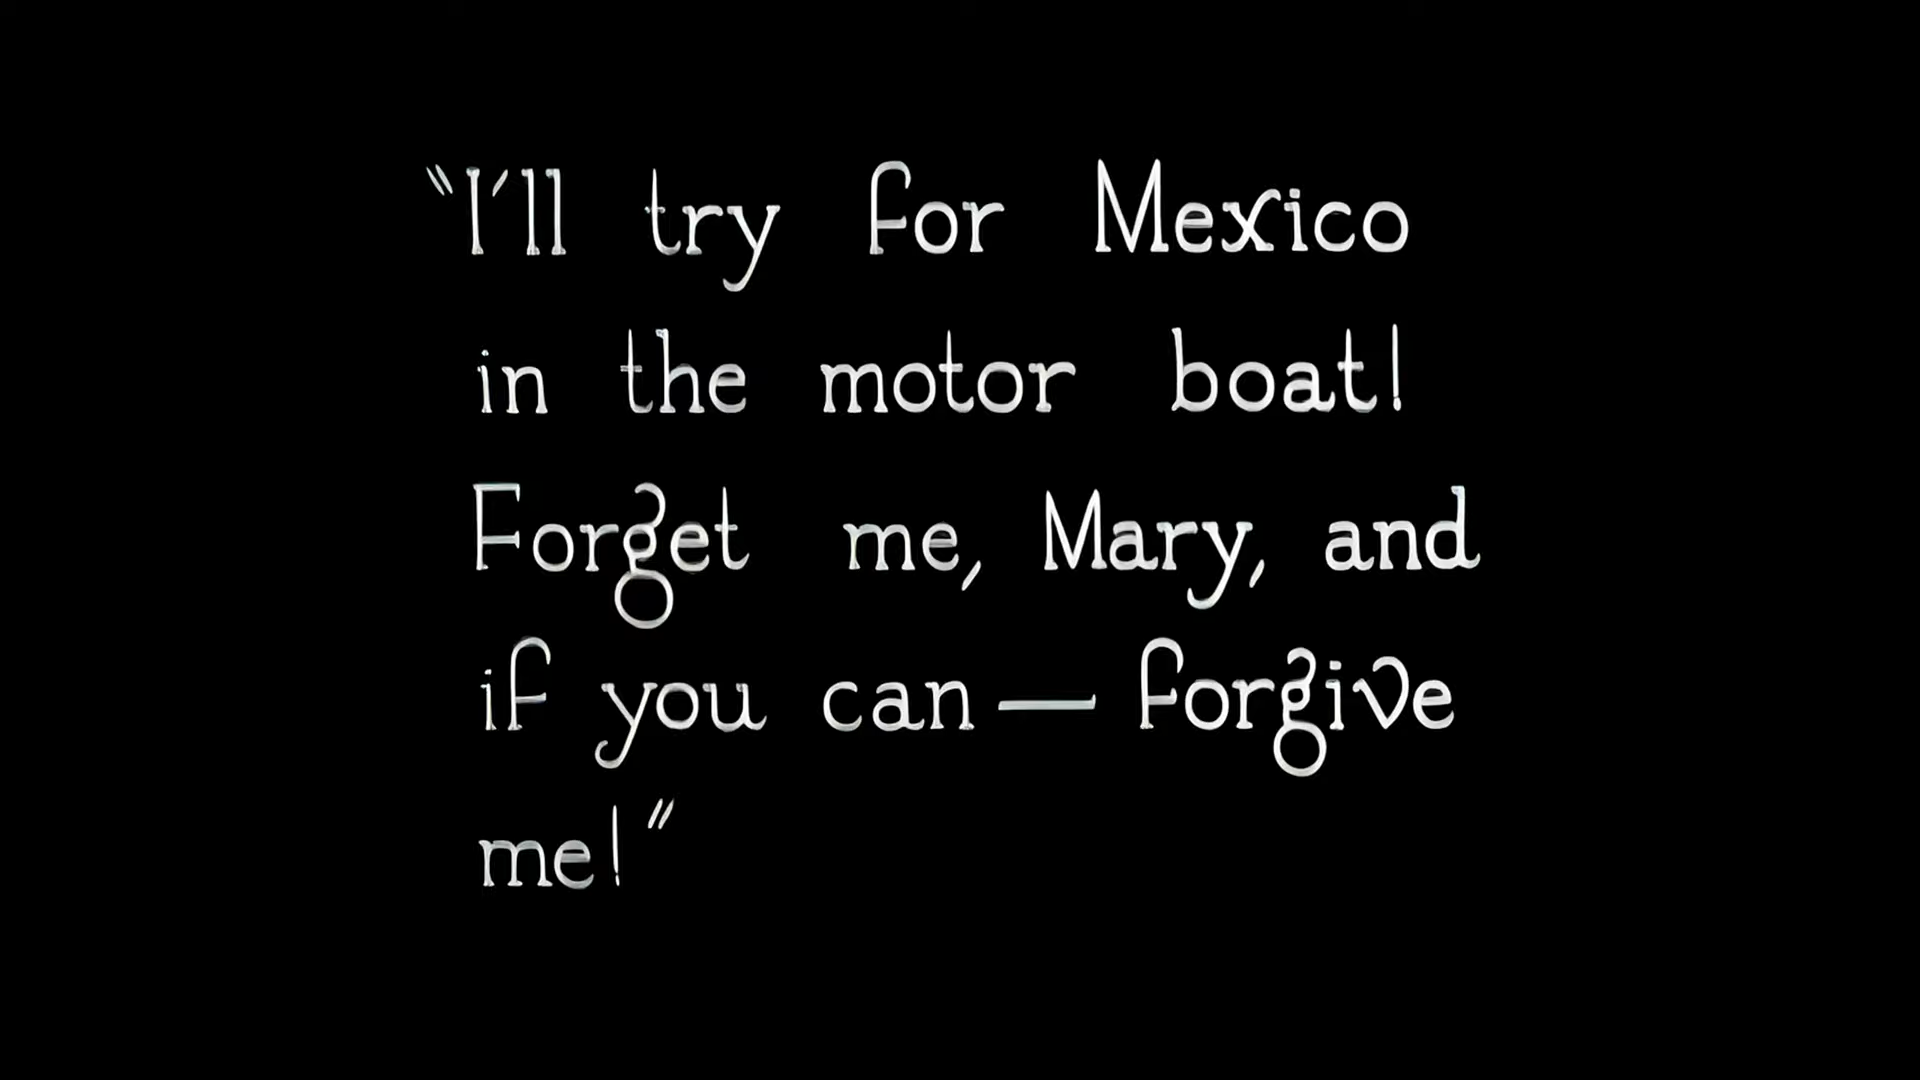 "I'll try for Mexico
in the motor boat!
Forget me, Mary, and
if you can — forgive
me!"